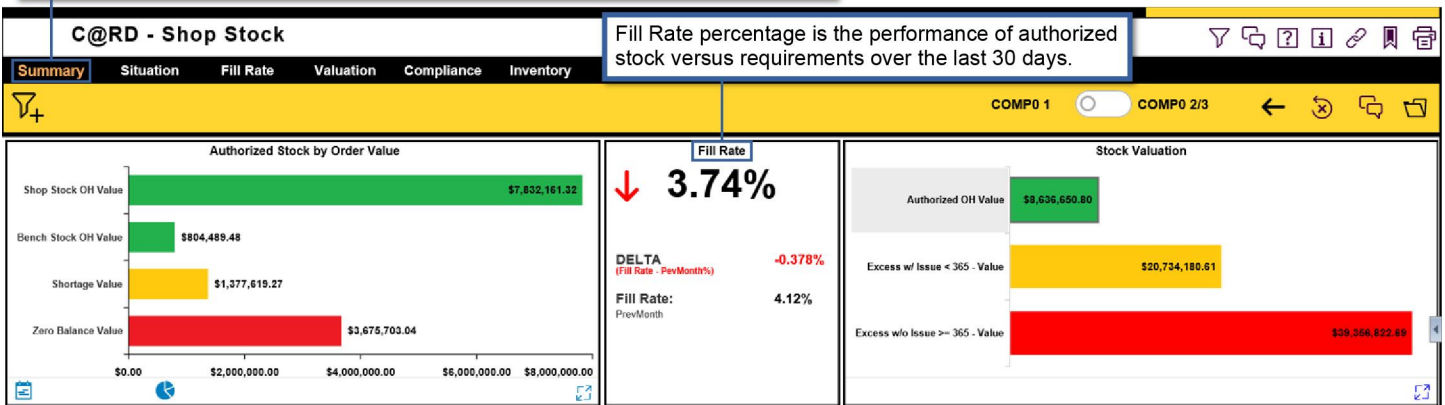 C@RD - Shop Stock
Fill Rate percentage is the performance of authorized
stock versus requirements over the last 30 days.
Summary Situation Fill Rate Valuation Compliance Inventory
COMP0 1 COMP0 2/3
Authorized Stock by Order Value
Shop Stock OH Value $7,832,161.32
Bench Stock OH Value $804,489.48
Shortage Value $1,377,619.27
Zero Balance Value $3,675,703.04
$0.00 $2,000,000.00 $4,000,000.00 $6,000,000.00 $8,000,000.00
Fill Rate
3.74%
DELTA -0.378%
(Fill Rate - PevMonth%)
Fill Rate: 4.12%
PrevMonth
Stock Valuation
Authorized OH Value $8,636,650.80
Excess w/ Issue < 365 - Value $20,734,180.61
Excess w/o Issue >= 365 - Value $39,356,822.69